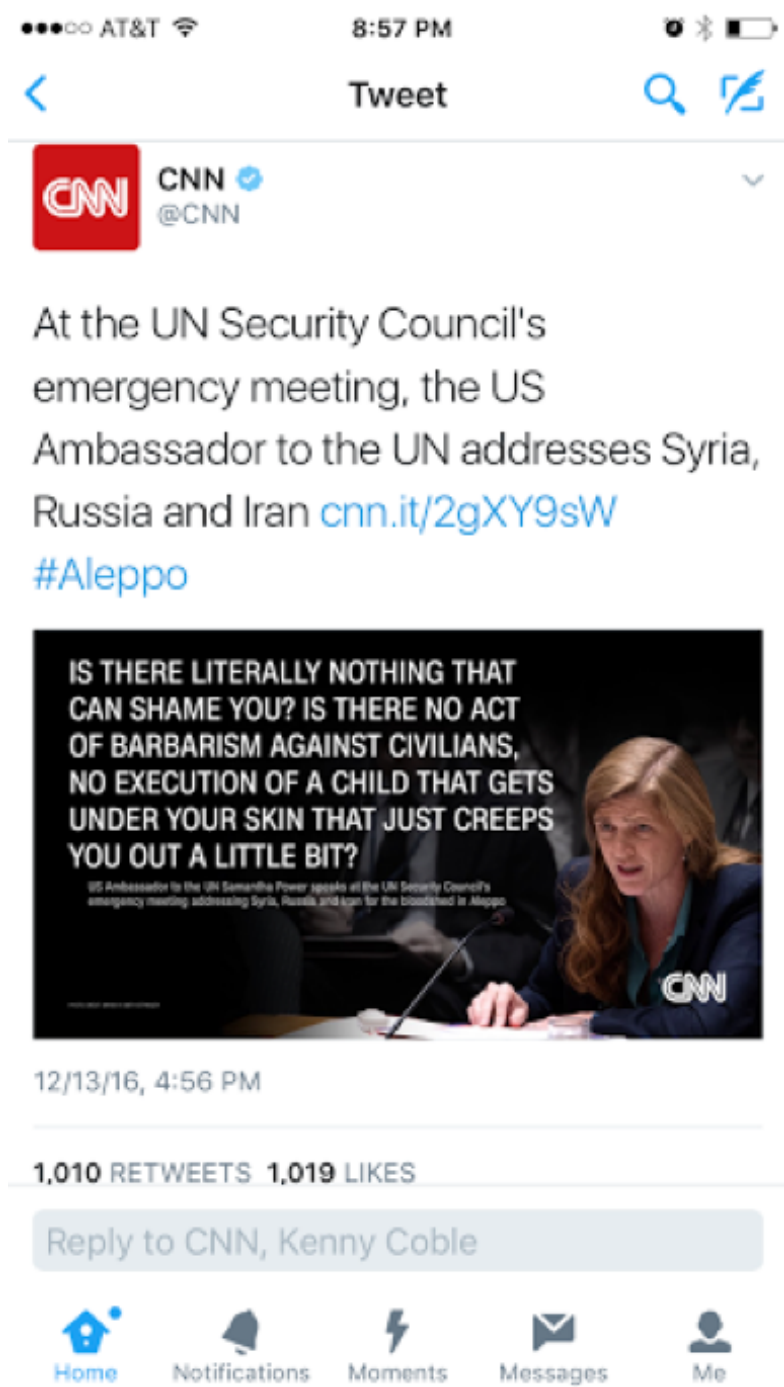 AT&T 8:57 PM
Tweet
CNN CNN
@CNN
At the UN Security Council's
emergency meeting, the US
Ambassador to the UN addresses Syria,
Russia and Iran cnn.it/2gXY9sW
#Aleppo
IS THERE LITERALLY NOTHING THAT
CAN SHAME YOU? IS THERE NO ACT
OF BARBARISM AGAINST CIVILIANS,
NO EXECUTION OF A CHILD THAT GETS
UNDER YOUR SKIN THAT JUST CREEPS
YOU OUT A LITTLE BIT?
US Ambassador to the UN Samantha Power speaks at the UN Security Council's
emergency meeting addressing Syria, Russia and Iran for the bloodshed in Aleppo
CNN
12/13/16, 4:56 PM
1,010 RETWEETS 1,019 LIKES
Reply to CNN, Kenny Coble
Home Notifications Moments Messages Me